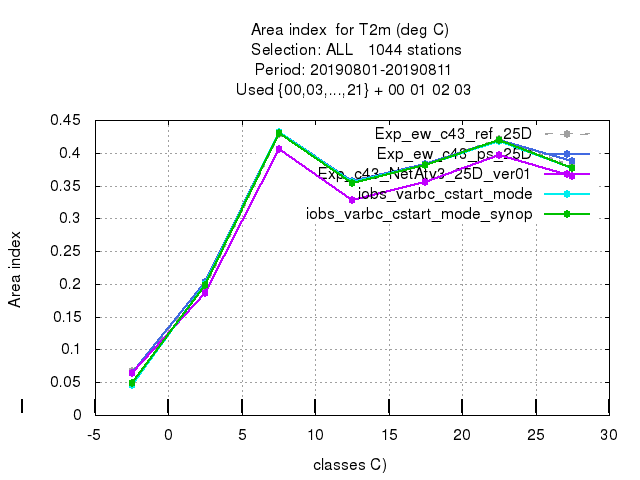 Area index  for T2m (deg C)
Selection: ALL   1044 stations
Period: 20190801-20190811
Used {00,03,...,21} + 00 01 02 03
0.45
0.4
0.35
0.3
0.25
0.2
0.15
0.1
0.05
0
Area index
Exp_ew_c43_ref_25D
Exp_ew_c43_ps_25D
Exp_c43_NetAty3_25D_ver01
iobs_varbc_cstart_mode
iobs_varbc_cstart_mode_synop
-5 0 5 10 15 20 25 30
classes C)